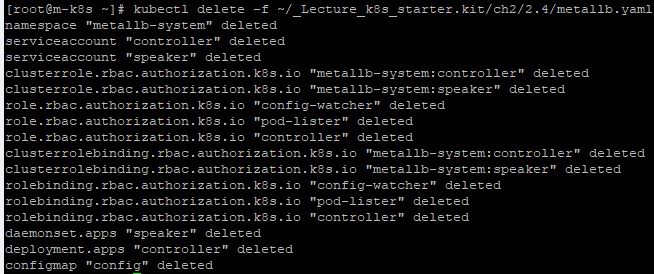 [root@m-k8s ~]# kubectl delete -f ~/_Lecture_k8s_starter.kit/ch2/2.4/metallb.yaml
namespace "metallb-system" deleted
serviceaccount "controller" deleted
serviceaccount "speaker" deleted
clusterrole.rbac.authorization.k8s.io "metallb-system:controller" deleted
clusterrole.rbac.authorization.k8s.io "metallb-system:speaker" deleted
role.rbac.authorization.k8s.io "config-watcher" deleted
role.rbac.authorization.k8s.io "pod-lister" deleted
role.rbac.authorization.k8s.io "controller" deleted
clusterrolebinding.rbac.authorization.k8s.io "metallb-system:controller" deleted
clusterrolebinding.rbac.authorization.k8s.io "metallb-system:speaker" deleted
rolebinding.rbac.authorization.k8s.io "config-watcher" deleted
rolebinding.rbac.authorization.k8s.io "pod-lister" deleted
rolebinding.rbac.authorization.k8s.io "controller" deleted
daemonset.apps "speaker" deleted
deployment.apps "controller" deleted
configmap "config" deleted